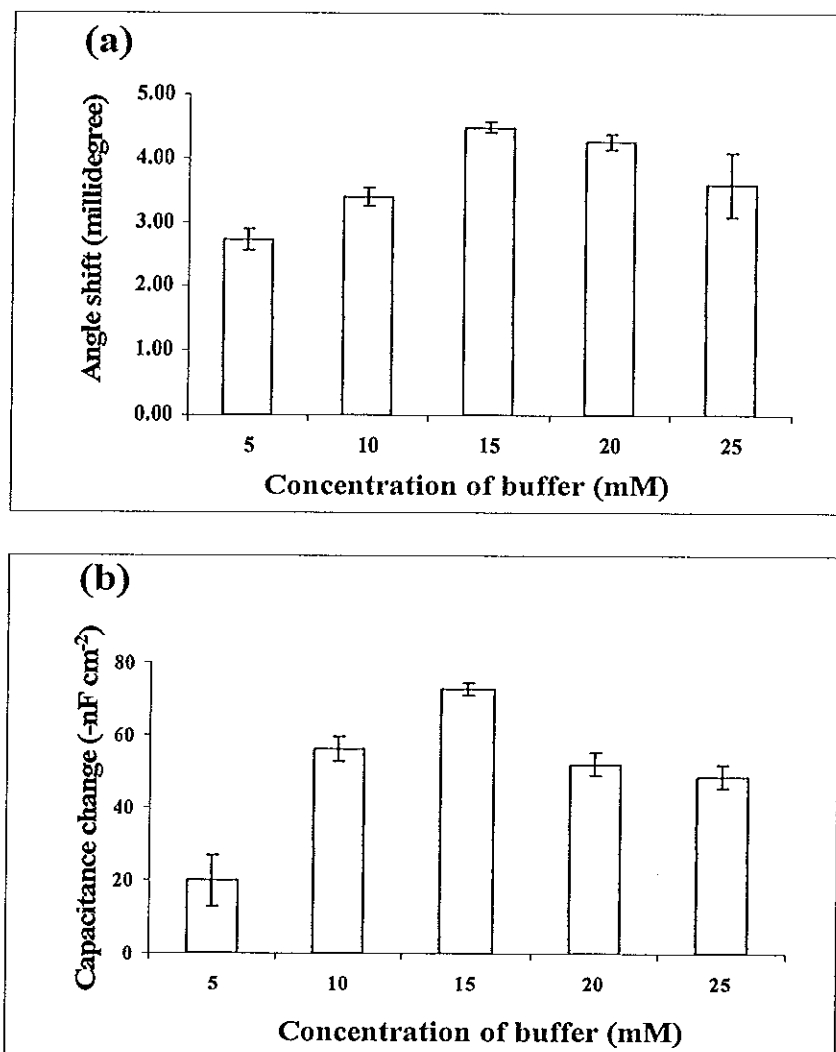 (a)
Angle shift (millidegree)
5.00
4.00
3.00
2.00
1.00
0.00
5 10 15 20 25
Concentration of buffer (mM)
(b)
Capacitance change (-nF cm⁻²)
80
60
40
20
0
5 10 15 20 25
Concentration of buffer (mM)